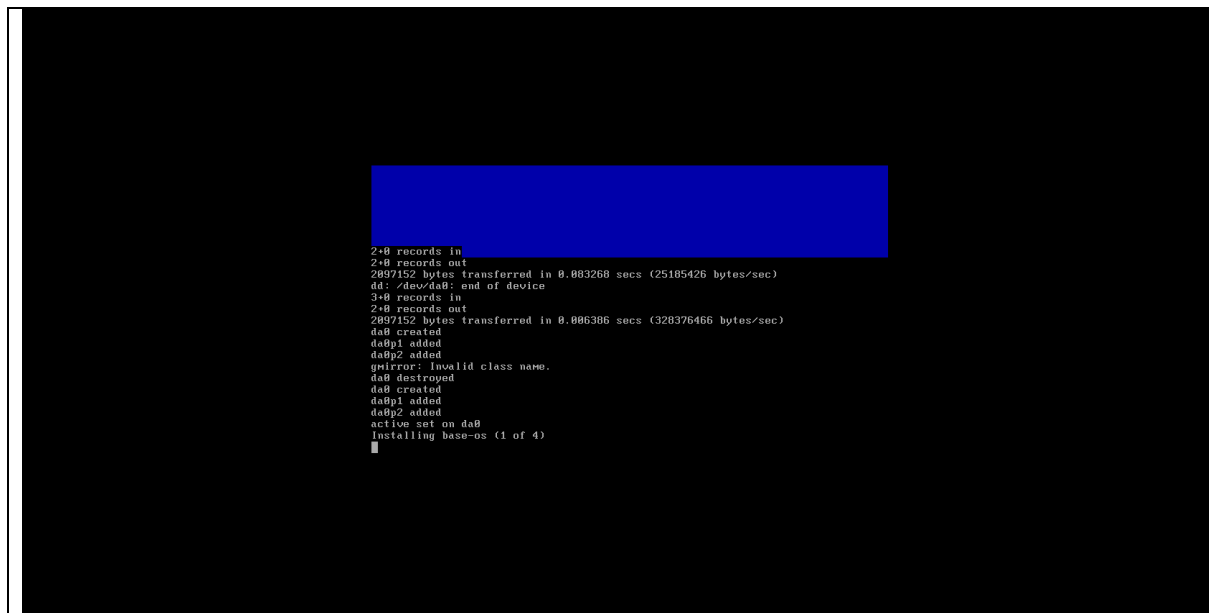 2+0 records in
2+0 records out
2097152 bytes transferred in 0.083268 secs (25185426 bytes/sec)
dd: /dev/da0: end of device
3+0 records in
2+0 records out
2097152 bytes transferred in 0.006386 secs (328376466 bytes/sec)
da0 created
da0p1 added
da0p2 added
gmirror: Invalid class name.
da0 destroyed
da0 created
da0p1 added
da0p2 added
active set on da0
Installing base-os (1 of 4)